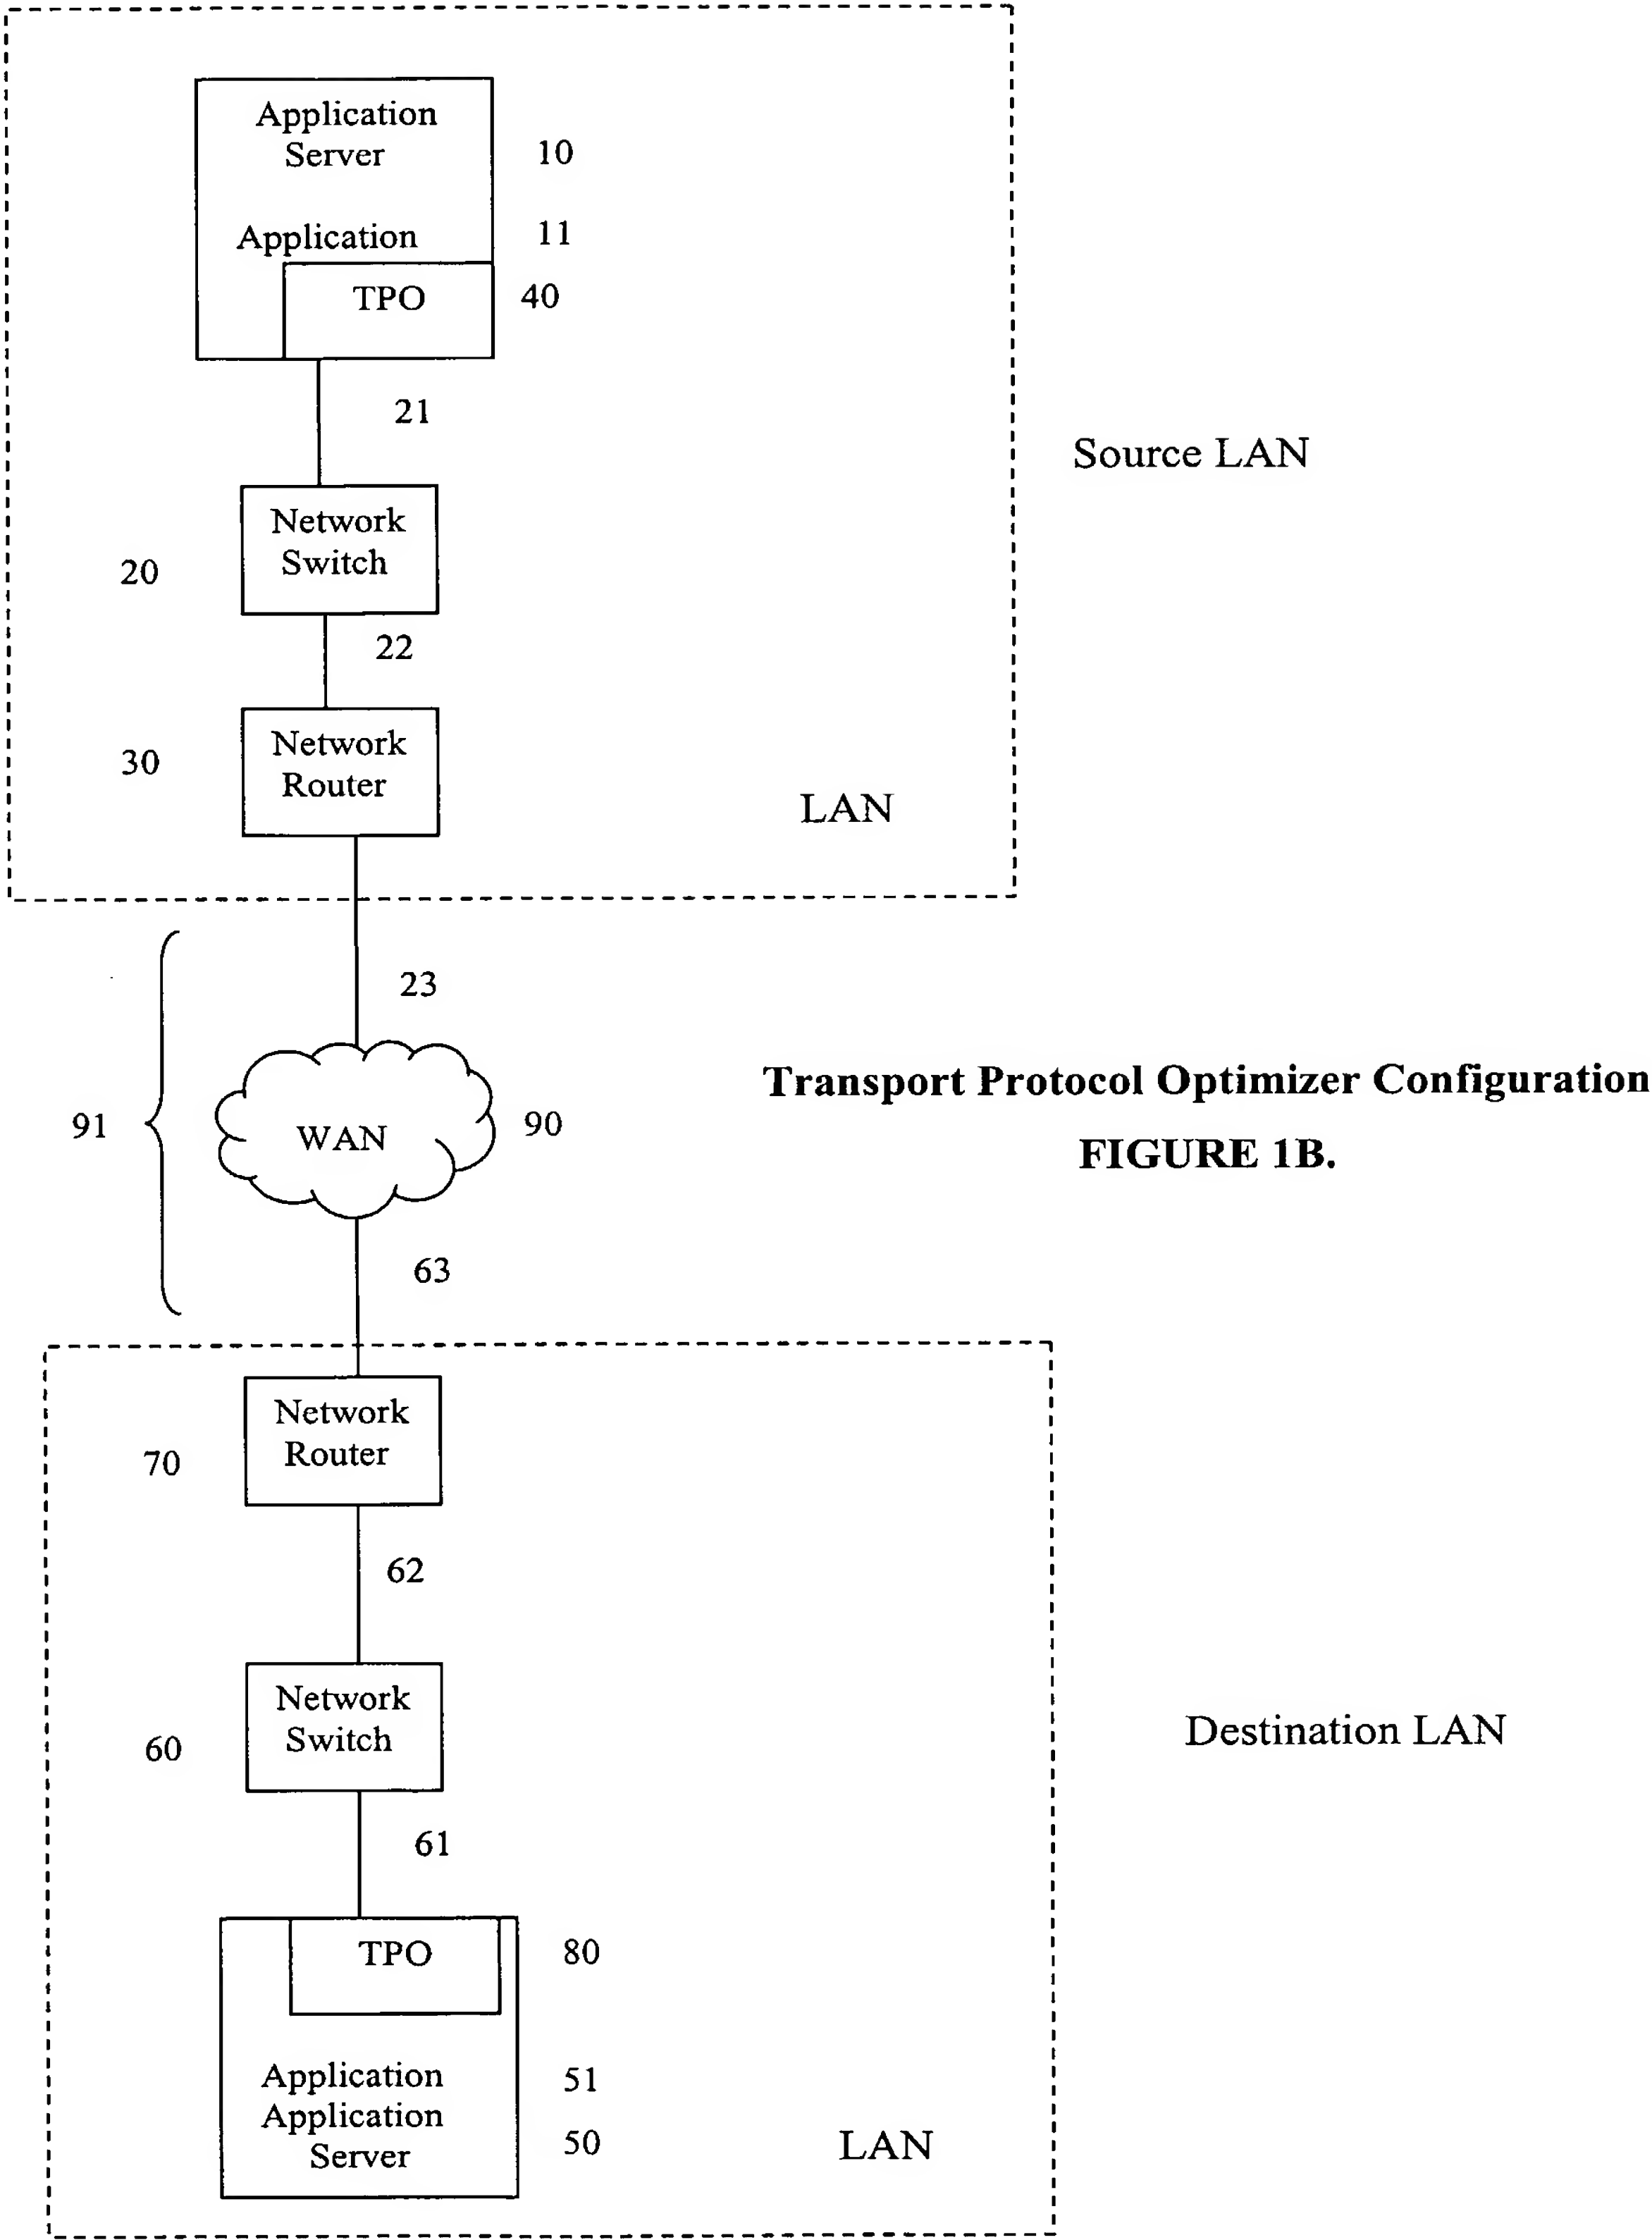 Application
Server
10
Application
11
TPO
40
21
Source LAN
Network
Switch
20
22
Network
Router
30
LAN
23
Transport Protocol Optimizer Configuration
91
WAN
90
FIGURE 1B.
63
Network
Router
70
62
Network
Switch
60
Destination LAN
61
TPO
80
Application
51
Application
Server
50
LAN